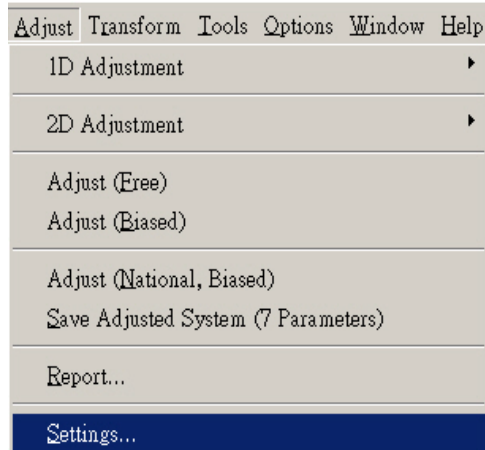 Adjust Transform Tools Options Window Help
1D Adjustment
2D Adjustment
Adjust (Free)
Adjust (Biased)
Adjust (National, Biased)
Save Adjusted System (7 Parameters)
Report...
Settings...